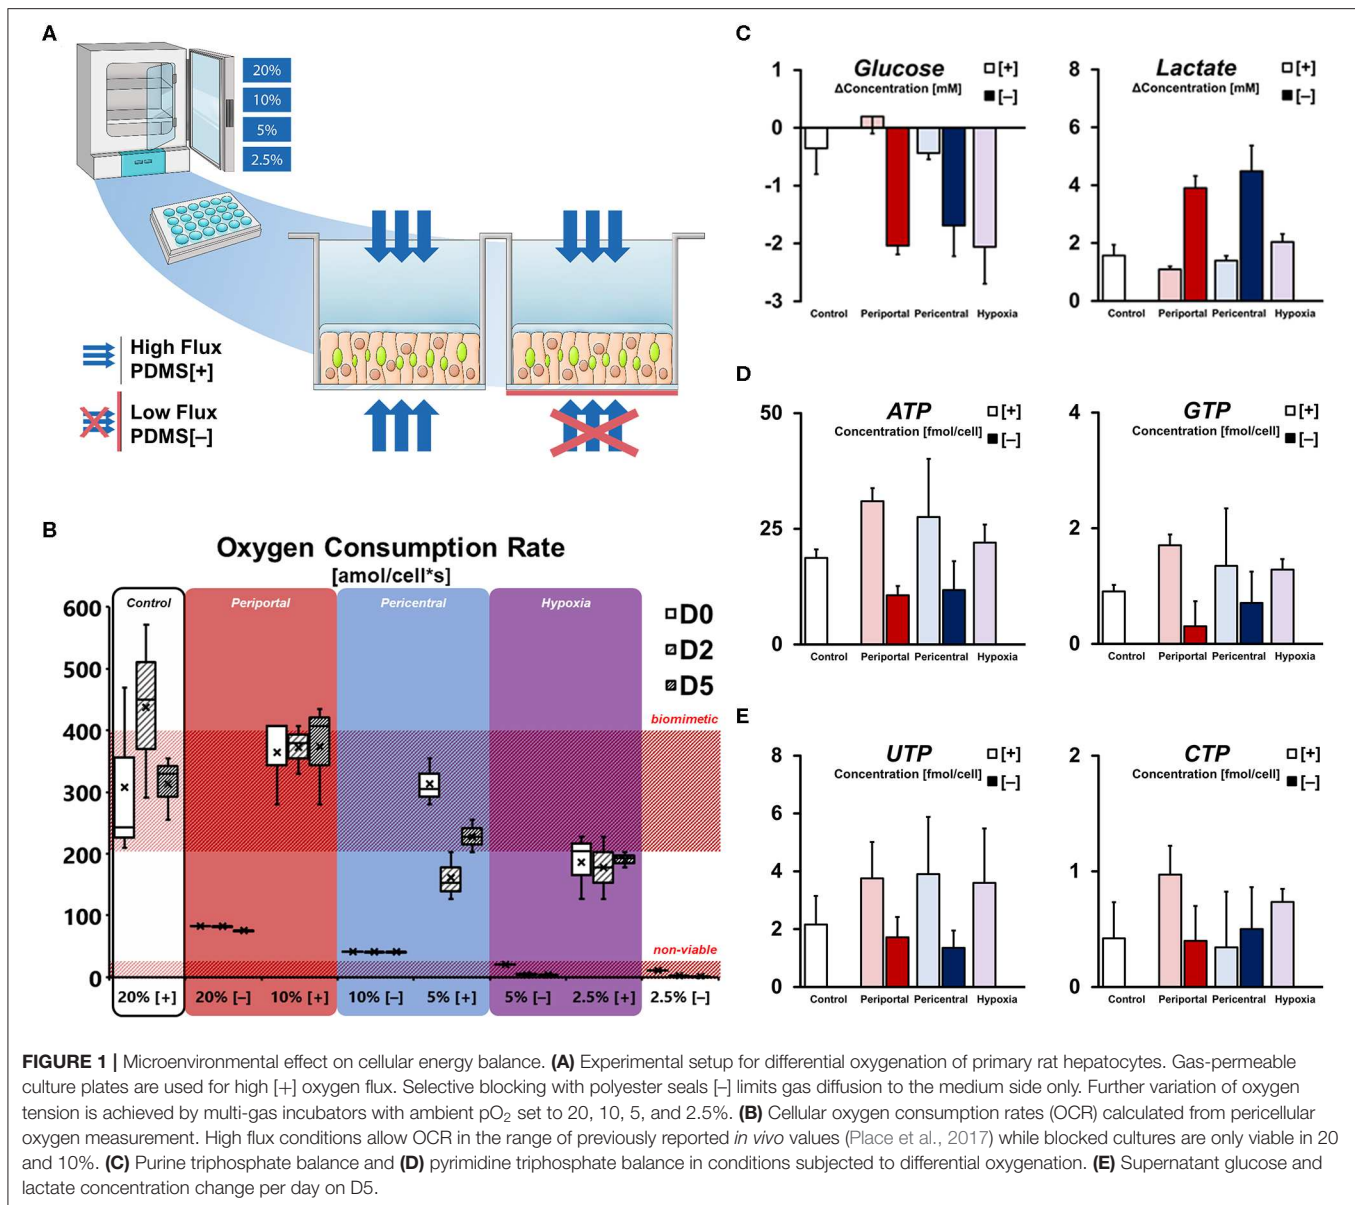 A
20%
10%
5%
2.5%
High Flux
PDMS[+]
Low Flux
PDMS[–]
B
Oxygen Consumption Rate
[amol/cell*s]
Control
Periportal
Pericentral
Hypoxia
D0
D2
D5
biomimetic
non-viable
600
500
400
300
200
100
0
20% [+]
20% [–]
10% [+]
10% [–]
5% [+]
5% [–]
2.5% [+]
2.5% [–]
C
Glucose
ΔConcentration [mM]
[+]
[–]
1
0
-1
-2
-3
Control
Periportal
Pericentral
Hypoxia
Lactate
ΔConcentration [mM]
[+]
[–]
8
6
4
2
0
Control
Periportal
Pericentral
Hypoxia
D
ATP
Concentration [fmol/cell]
[+]
[–]
50
25
0
Control
Periportal
Pericentral
Hypoxia
GTP
Concentration [fmol/cell]
[+]
[–]
4
2
0
Control
Periportal
Pericentral
Hypoxia
E
UTP
Concentration [fmol/cell]
[+]
[–]
8
6
4
2
0
Control
Periportal
Pericentral
Hypoxia
CTP
Concentration [fmol/cell]
[+]
[–]
2
1
0
Control
Periportal
Pericentral
Hypoxia
FIGURE 1 | Microenvironmental effect on cellular energy balance. (A) Experimental setup for differential oxygenation of primary rat hepatocytes. Gas-permeable
culture plates are used for high [+] oxygen flux. Selective blocking with polyester seals [–] limits gas diffusion to the medium side only. Further variation of oxygen
tension is achieved by multi-gas incubators with ambient pO₂ set to 20, 10, 5, and 2.5%. (B) Cellular oxygen consumption rates (OCR) calculated from pericellular
oxygen measurement. High flux conditions allow OCR in the range of previously reported in vivo values (Place et al., 2017) while blocked cultures are only viable in 20
and 10%. (C) Purine triphosphate balance and (D) pyrimidine triphosphate balance in conditions subjected to differential oxygenation. (E) Supernatant glucose and
lactate concentration change per day on D5.